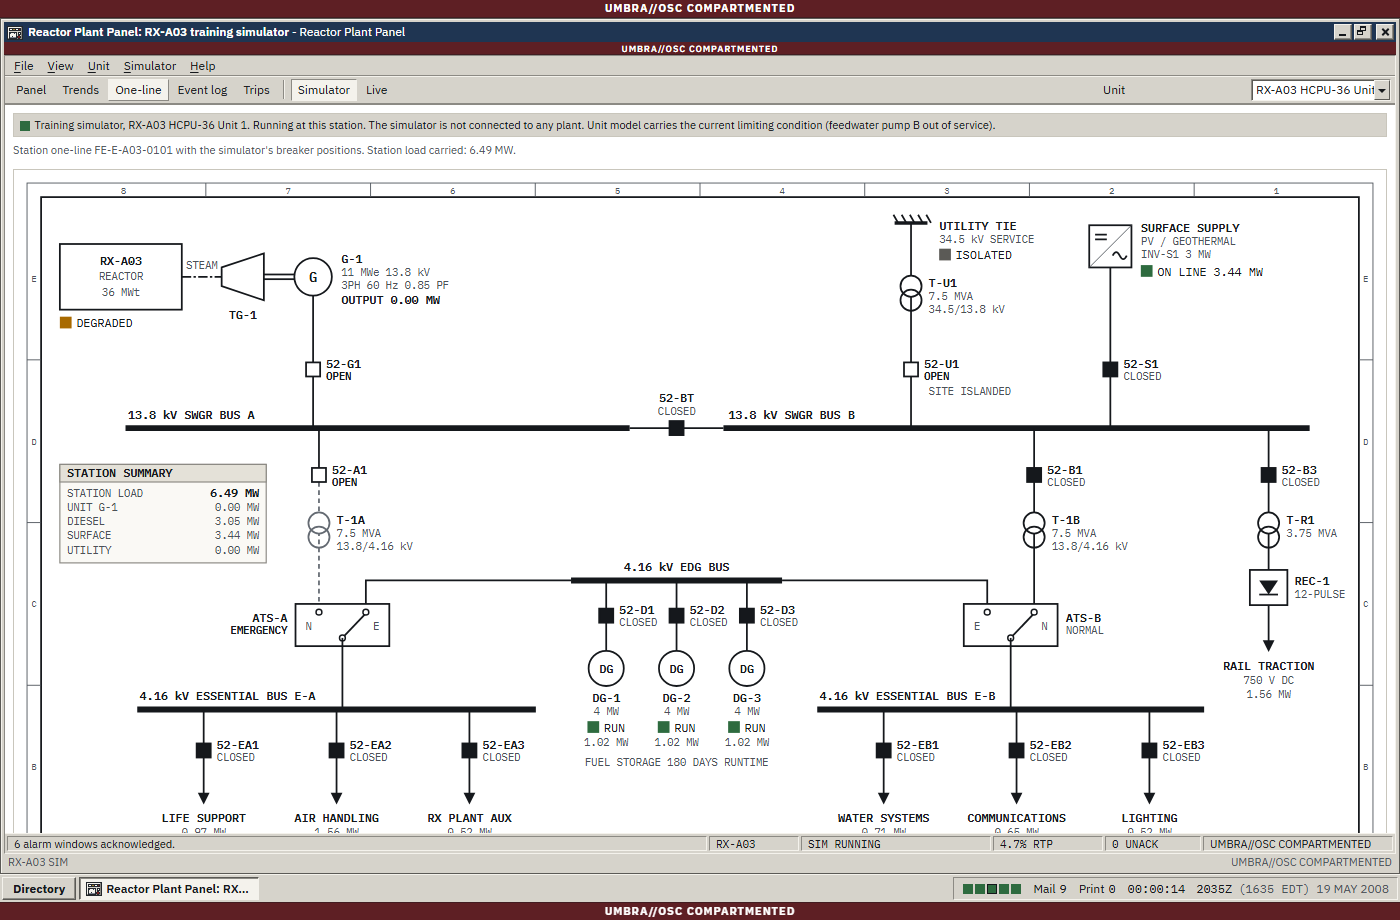 UMBRA//OSC COMPARTMENTED
Reactor Plant Panel: RX-A03 training simulator - Reactor Plant Panel
UMBRA//OSC COMPARTMENTED
File View Unit Simulator Help
Panel Trends One-line Event log Trips Simulator Live Unit RX-A03 HCPU-36 Unit
Training simulator, RX-A03 HCPU-36 Unit 1. Running at this station. The simulator is not connected to any plant. Unit model carries the current limiting condition (feedwater pump B out of service).
Station one-line FE-E-A03-0101 with the simulator's breaker positions. Station load carried: 6.49 MW.
8 7 6 5 4 3 2 1
E
D
C
B
E
D
C
B
RX-A03
REACTOR
36 MWt
DEGRADED
STEAM
TG-1
G
G-1
11 MWe 13.8 kV
3PH 60 Hz 0.85 PF
OUTPUT 0.00 MW
UTILITY TIE
34.5 kV SERVICE
ISOLATED
T-U1
7.5 MVA
34.5/13.8 kV
SURFACE SUPPLY
PV / GEOTHERMAL
INV-S1 3 MW
ON LINE 3.44 MW
52-G1
OPEN
52-U1
OPEN
SITE ISLANDED
52-S1
CLOSED
13.8 kV SWGR BUS A
52-BT
CLOSED
13.8 kV SWGR BUS B
STATION SUMMARY
STATION LOAD 6.49 MW
UNIT G-1 0.00 MW
DIESEL 3.05 MW
SURFACE 3.44 MW
UTILITY 0.00 MW
52-A1
OPEN
T-1A
7.5 MVA
13.8/4.16 kV
52-B1
CLOSED
T-1B
7.5 MVA
13.8/4.16 kV
52-B3
CLOSED
T-R1
3.75 MVA
REC-1
12-PULSE
RAIL TRACTION
750 V DC
1.56 MW
4.16 kV EDG BUS
ATS-A
EMERGENCY
N E
52-D1
CLOSED
52-D2
CLOSED
52-D3
CLOSED
E N
ATS-B
NORMAL
DG DG DG
DG-1 DG-2 DG-3
4 MW 4 MW 4 MW
RUN RUN RUN
1.02 MW 1.02 MW 1.02 MW
FUEL STORAGE 180 DAYS RUNTIME
4.16 kV ESSENTIAL BUS E-A
4.16 kV ESSENTIAL BUS E-B
52-EA1
CLOSED
52-EA2
CLOSED
52-EA3
CLOSED
52-EB1
CLOSED
52-EB2
CLOSED
52-EB3
CLOSED
LIFE SUPPORT AIR HANDLING RX PLANT AUX WATER SYSTEMS COMMUNICATIONS LIGHTING
0.97 MW 1.56 MW 0.52 MW 0.71 MW 0.65 MW 0.52 MW
6 alarm windows acknowledged. RX-A03 SIM RUNNING 4.7% RTP 0 UNACK UMBRA//OSC COMPARTMENTED
RX-A03 SIM UMBRA//OSC COMPARTMENTED
Directory Reactor Plant Panel: RX... Mail 9 Print 0 00:00:14 2035Z (1635 EDT) 19 MAY 2008
UMBRA//OSC COMPARTMENTED